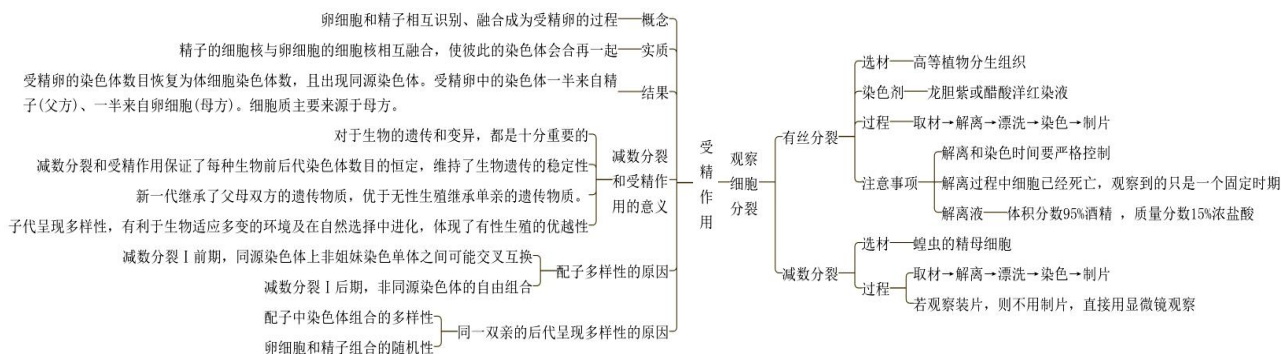 受精作用
卵细胞和精子相互识别、融合成为受精卵的过程
概念
精子的细胞核与卵细胞的细胞核相互融合，使彼此的染色体会合再一起
实质
受精卵的染色体数目恢复为体细胞染色体数，且出现同源染色体。受精卵中的染色体一半来自精
子(父方)、一半来自卵细胞(母方)。细胞质主要来源于母方。
结果
对于生物的遗传和变异，都是十分重要的
减数分裂和受精作用保证了每种生物前后代染色体数目的恒定，维持了生物遗传的稳定性
新一代继承了父母双方的遗传物质，优于无性生殖继承单亲的遗传物质。
子代呈现多样性，有利于生物适应多变的环境及在自然选择中进化，体现了有性生殖的优越性
减数分裂
和受精作
用的意义
减数分裂Ⅰ前期，同源染色体上非姐妹染色单体之间可能交叉互换
减数分裂Ⅰ后期，非同源染色体的自由组合
配子多样性的原因
配子中染色体组合的多样性
卵细胞和精子组合的随机性
同一双亲的后代呈现多样性的原因
观察
细胞
分裂
有丝分裂
选材
高等植物分生组织
染色剂
龙胆紫或醋酸洋红染液
过程
取材→解离→漂洗→染色→制片
注意事项
解离和染色时间要严格控制
解离过程中细胞已经死亡，观察到的只是一个固定时期
解离液
体积分数95%酒精 ，质量分数15%浓盐酸
减数分裂
选材
蝗虫的精母细胞
过程
取材→解离→漂洗→染色→制片
若观察装片，则不用制片，直接用显微镜观察